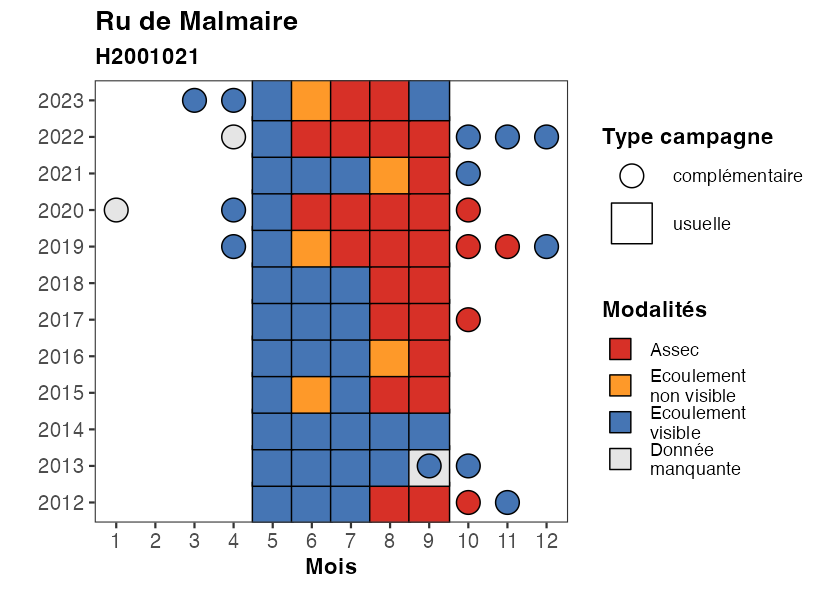 Ru de Malmaire
H2001021
2023
2022
2021
2020
2019
2018
2017
2016
2015
2014
2013
2012
1 2 3 4 5 6 7 8 9 10 11 12
Mois
Type campagne
complémentaire
usuelle
Modalités
Assec
Ecoulement
non visible
Ecoulement
visible
Donnée
manquante